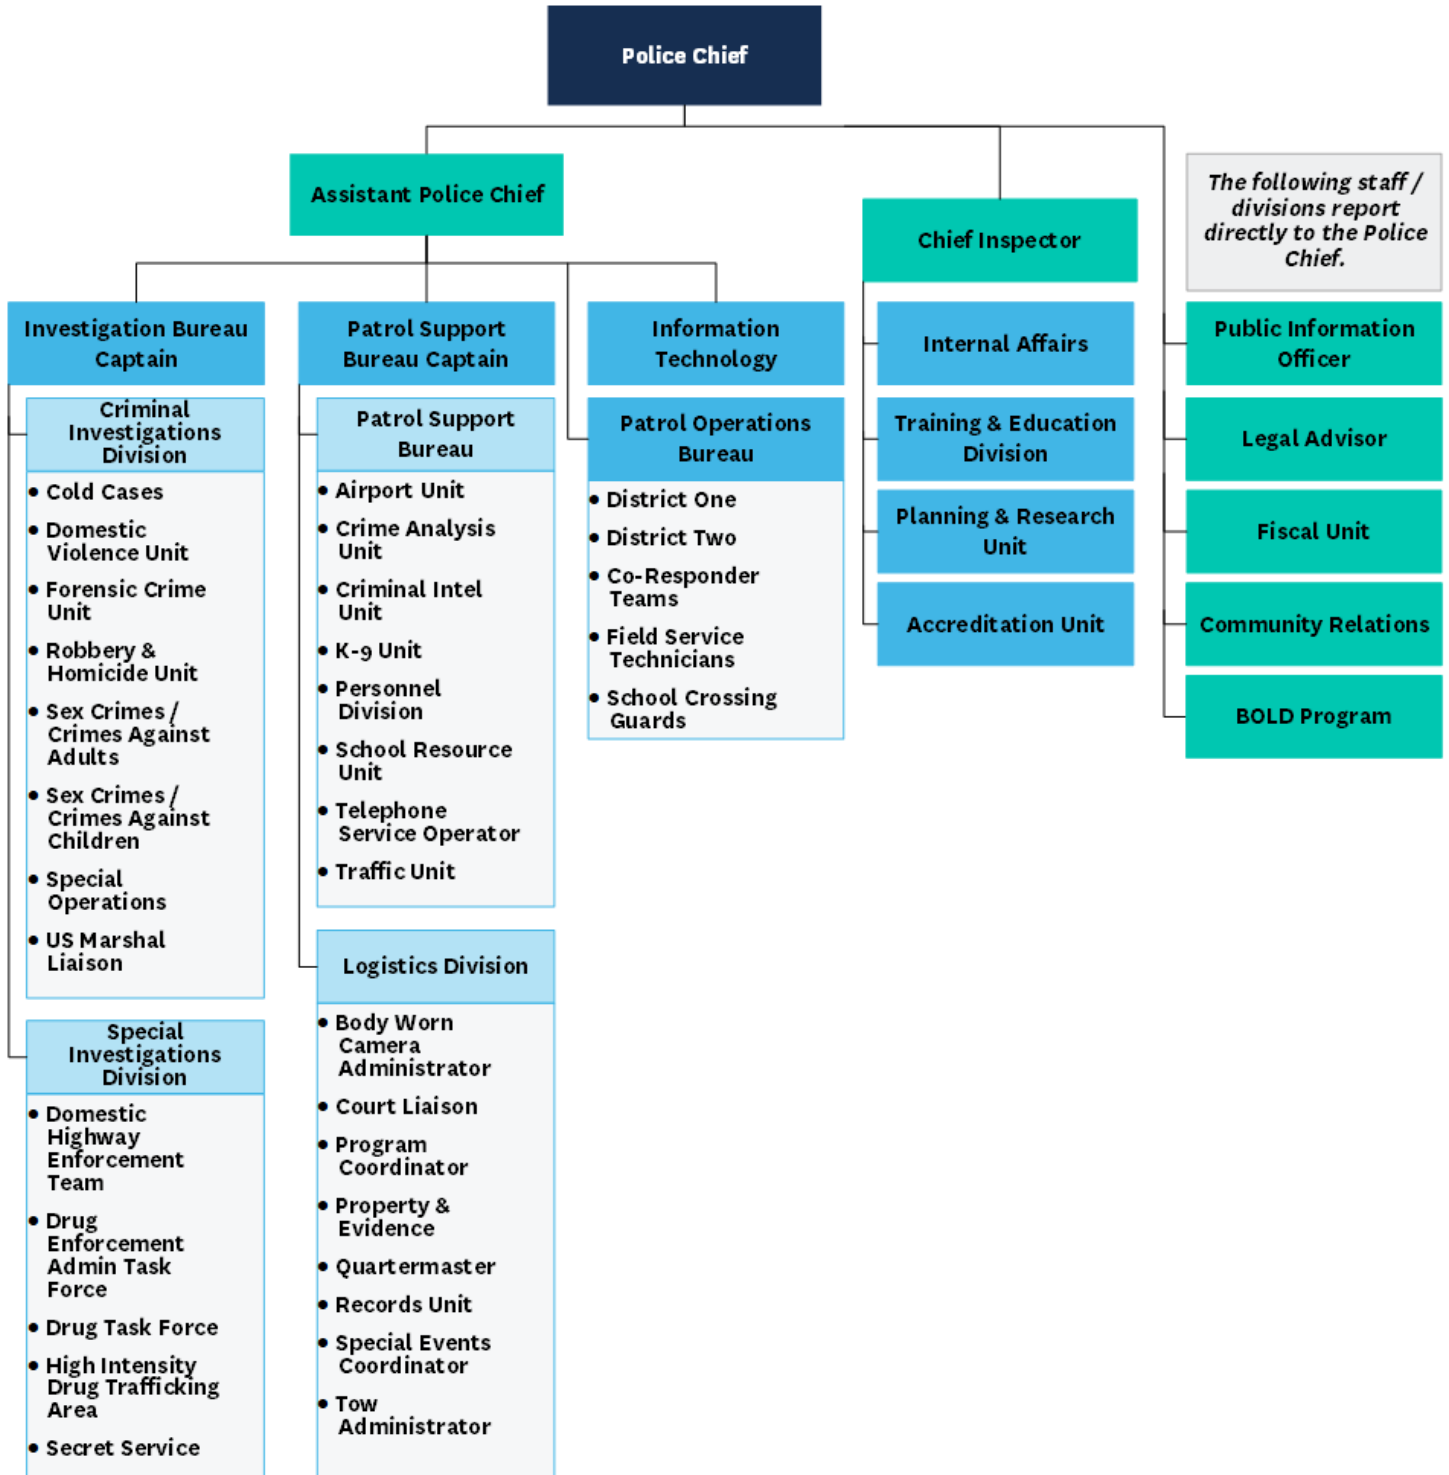 Police Chief
Assistant Police Chief
Chief Inspector
The following staff /
divisions report
directly to the Police
Chief.
Investigation Bureau
Captain
Criminal
Investigations
Division
• Cold Cases
• Domestic
Violence Unit
• Forensic Crime
Unit
• Robbery &
Homicide Unit
• Sex Crimes /
Crimes Against
Adults
• Sex Crimes /
Crimes Against
Children
• Special
Operations
• US Marshal
Liaison
Special
Investigations
Division
• Domestic
Highway
Enforcement
Team
• Drug
Enforcement
Admin Task
Force
• Drug Task Force
• High Intensity
Drug Trafficking
Area
• Secret Service
Patrol Support
Bureau Captain
Patrol Support
Bureau
• Airport Unit
• Crime Analysis
Unit
• Criminal Intel
Unit
• K-9 Unit
• Personnel
Division
• School Resource
Unit
• Telephone
Service Operator
• Traffic Unit
Logistics Division
• Body Worn
Camera
Administrator
• Court Liaison
• Program
Coordinator
• Property &
Evidence
• Quartermaster
• Records Unit
• Special Events
Coordinator
• Tow
Administrator
Information
Technology
Patrol Operations
Bureau
• District One
• District Two
• Co-Responder
Teams
• Field Service
Technicians
• School Crossing
Guards
Internal Affairs
Training & Education
Division
Planning & Research
Unit
Accreditation Unit
Public Information
Officer
Legal Advisor
Fiscal Unit
Community Relations
BOLD Program